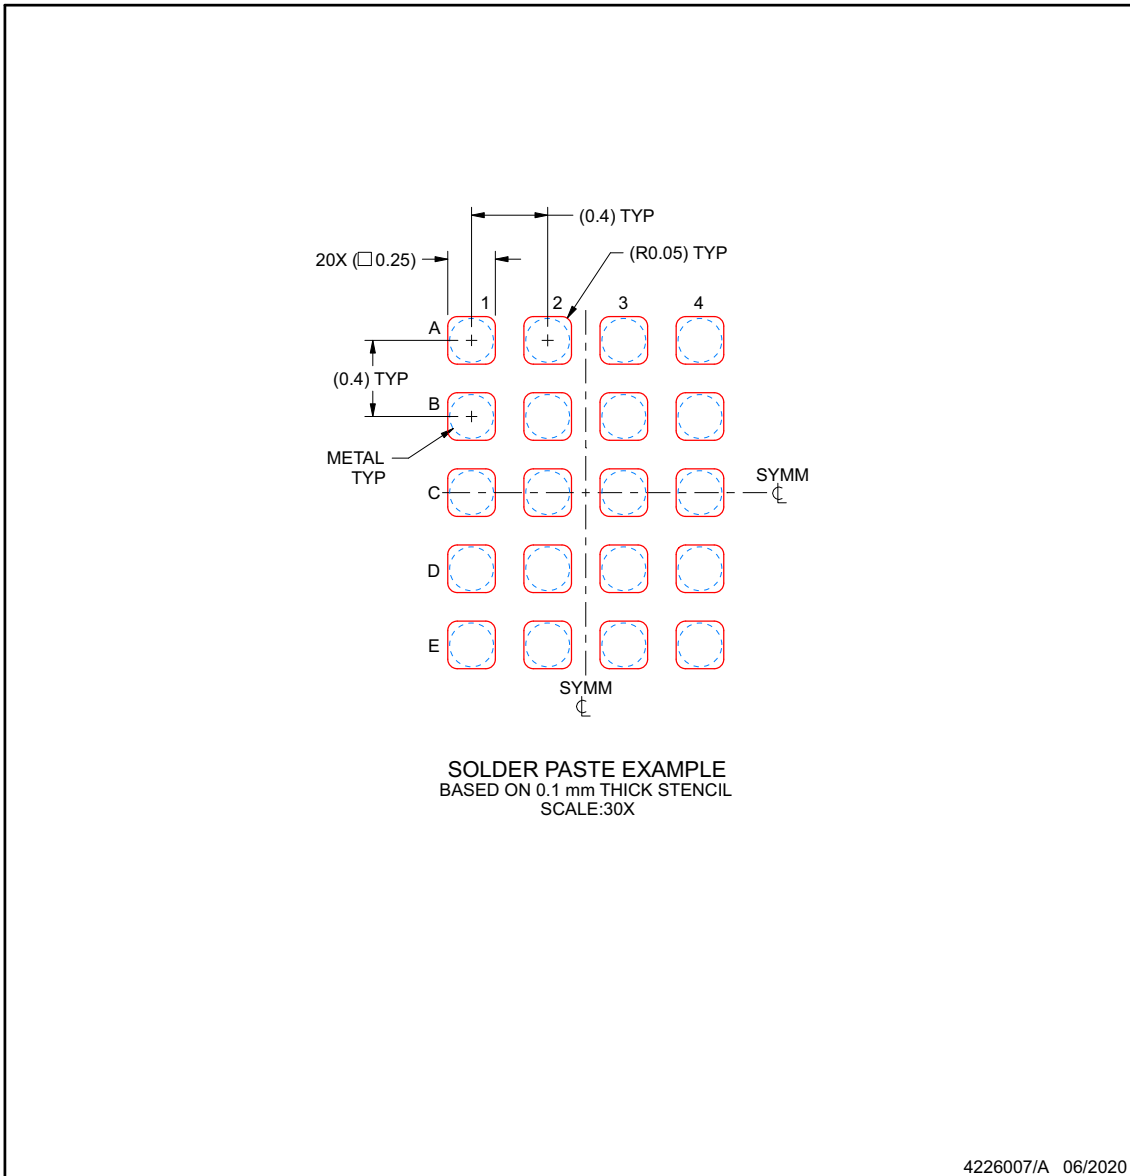 (0.4) TYP
20X (□ 0.25)
(R0.05) TYP
1 2 3 4
A
(0.4) TYP
B
METAL
TYP
C
SYMM
℄
D
E
SYMM
℄
SOLDER PASTE EXAMPLE
BASED ON 0.1 mm THICK STENCIL
SCALE:30X
4226007/A 06/2020